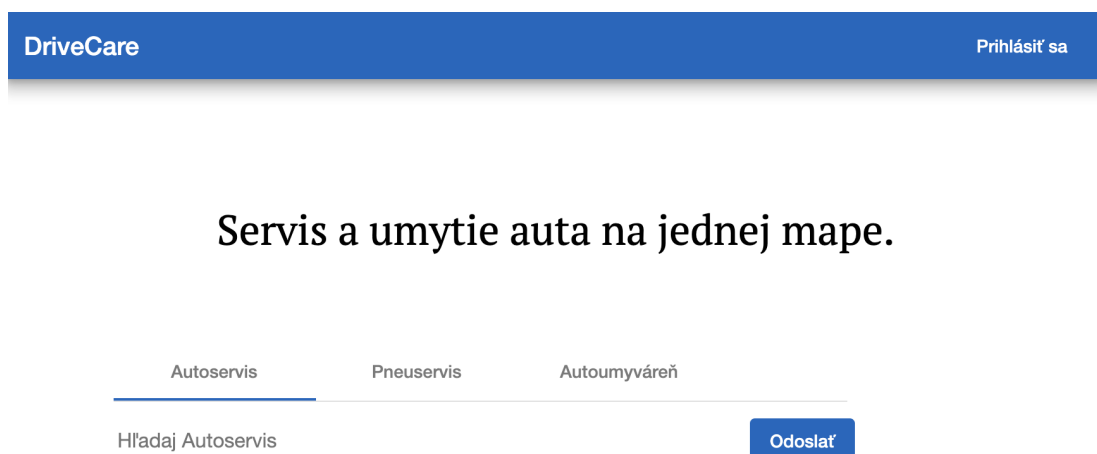 DriveCare Prihlásiť sa
Servis a umytie auta na jednej mape.
Autoservis Pneuservis Autoumyváreň
Hľadaj Autoservis Odoslať